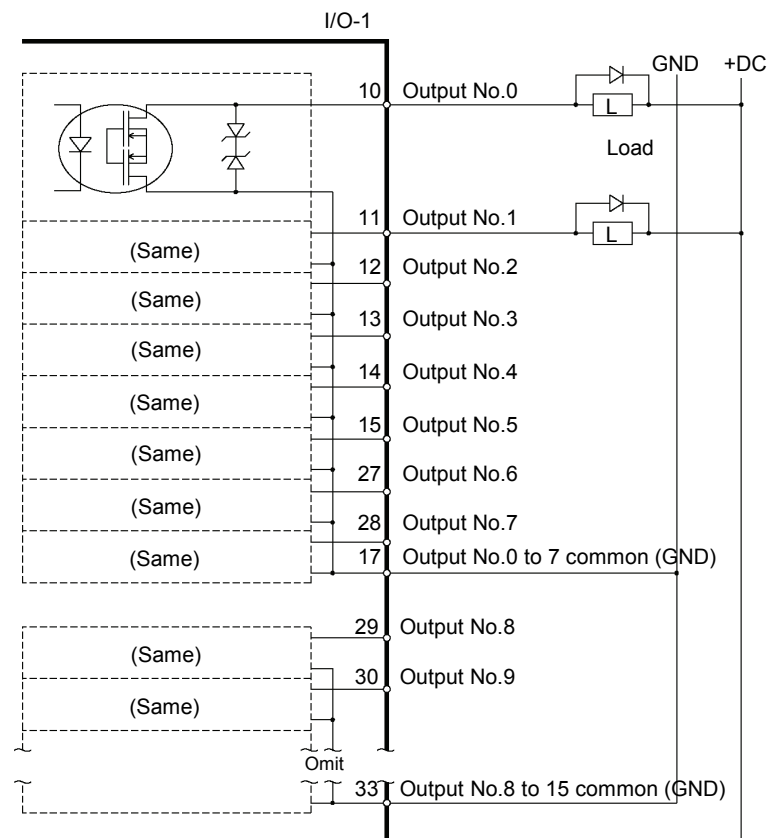 I/O-1
GND +DC
10 Output No.0
L
Load
11 Output No.1
L
(Same)
12 Output No.2
(Same)
13 Output No.3
(Same)
14 Output No.4
(Same)
15 Output No.5
(Same)
27 Output No.6
(Same)
28 Output No.7
(Same)
17 Output No.0 to 7 common (GND)
29 Output No.8
(Same)
30 Output No.9
(Same)
Omit
33 Output No.8 to 15 common (GND)